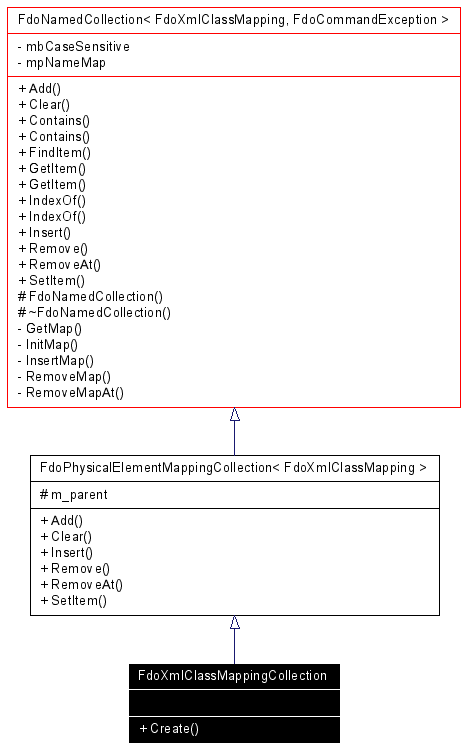 FdoNamedCollection< FdoXmlClassMapping, FdoCommandException >
- mbCaseSensitive
- mpNameMap
+ Add()
+ Clear()
+ Contains()
+ Contains()
+ FindItem()
+ GetItem()
+ GetItem()
+ IndexOf()
+ IndexOf()
+ Insert()
+ Remove()
+ RemoveAt()
+ SetItem()
# FdoNamedCollection()
# ~FdoNamedCollection()
- GetMap()
- InitMap()
- InsertMap()
- RemoveMap()
- RemoveMapAt()
FdoPhysicalElementMappingCollection< FdoXmlClassMapping >
# m_parent
+ Add()
+ Clear()
+ Insert()
+ Remove()
+ RemoveAt()
+ SetItem()
FdoXmlClassMappingCollection
+ Create()